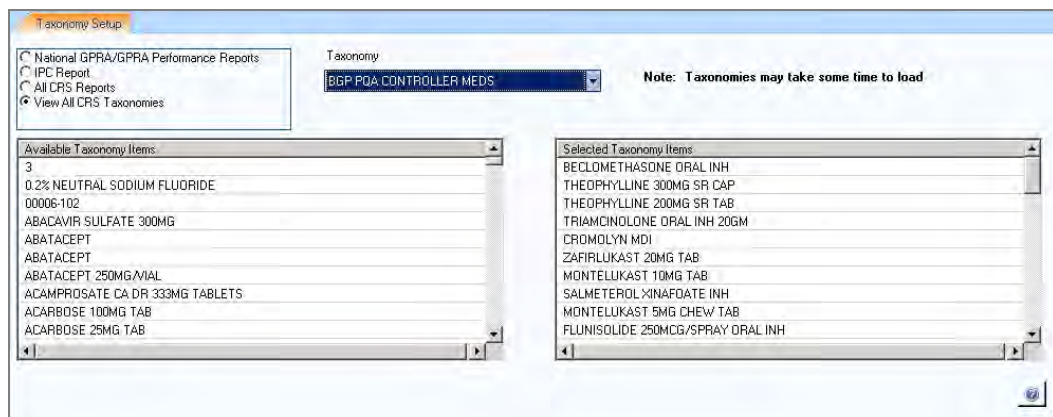 Taxonomy Setup
National GPRA/GPRA Performance Reports
IPC Report
All CRS Reports
View All CRS Taxonomies
Taxonomy
BGP PQA CONTROLLER MEDS
Note: Taxonomies may take some time to load
Available Taxonomy Items
3
0.2% NEUTRAL SODIUM FLUORIDE
00006-102
ABACAVIR SULFATE 300MG
ABATACEPT
ABATACEPT
ABATACEPT 250MG/VIAL
ACAMPROSATE CA DR 333MG TABLETS
ACARBOSE 100MG TAB
ACARBOSE 25MG TAB
Selected Taxonomy Items
BECLOMETHASONE ORAL INH
THEOPHYLLINE 300MG SR CAP
THEOPHYLLINE 200MG SR TAB
TRIAMCINOLONE ORAL INH 20GM
CROMOLYN MDI
ZAFIRLUKAST 20MG TAB
MONTELUKAST 10MG TAB
SALMETEROL XINAFOATE INH
MONTELUKAST 5MG CHEW TAB
FLUNISOLIDE 250MCG/SPRAY ORAL INH